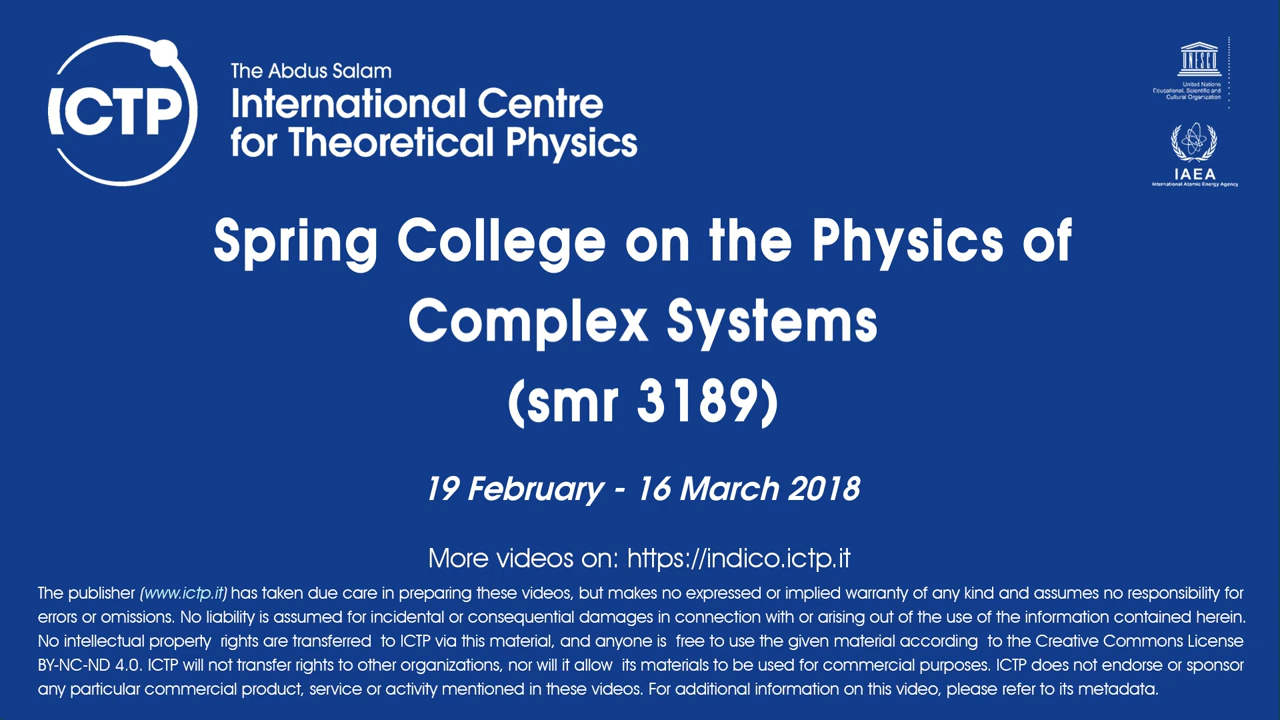 ICTP
The Abdus Salam
International Centre
for Theoretical Physics
UNESCO
United Nations
Educational, Scientific and
Cultural Organization
IAEA
International Atomic Energy Agency
Spring College on the Physics of
Complex Systems
(smr 3189)
19 February - 16 March 2018
More videos on: https://indico.ictp.it
The publisher (www.ictp.it) has taken due care in preparing these videos, but makes no expressed or implied warranty of any kind and assumes no responsibility for
errors or omissions. No liability is assumed for incidental or consequential damages in connection with or arising out of the use of the information contained herein.
No intellectual property rights are transferred to ICTP via this material, and anyone is free to use the given material according to the Creative Commons License
BY-NC-ND 4.0. ICTP will not transfer rights to other organizations, nor will it allow its materials to be used for commercial purposes. ICTP does not endorse or sponsor
any particular commercial product, service or activity mentioned in these videos. For additional information on this video, please refer to its metadata.